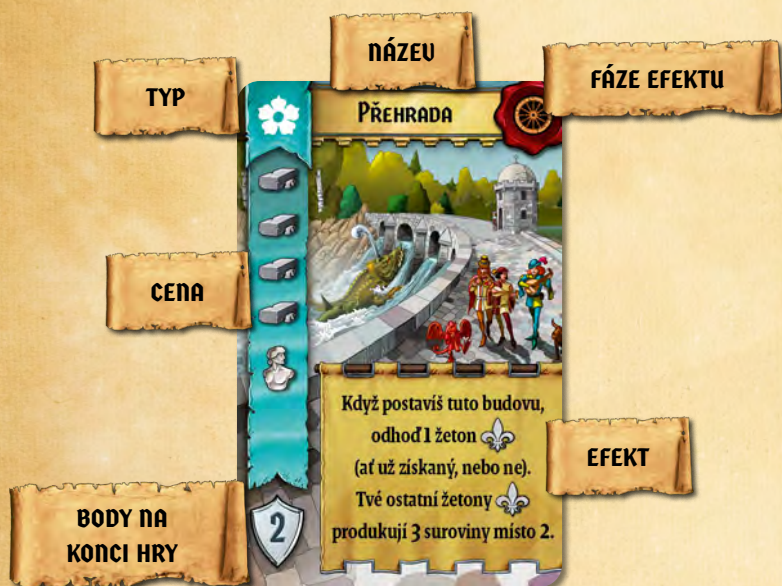 NÁZEV
FÁZE EFEKTU
TYP
PŘEHRADA
CENA
Když postavíš tuto budovu,
odhoď 1 žeton
(ať už získaný, nebo ne).
Tvé ostatní žetony
produkují 3 suroviny místo 2.
EFEKT
BODY NA
KONCI HRY
2